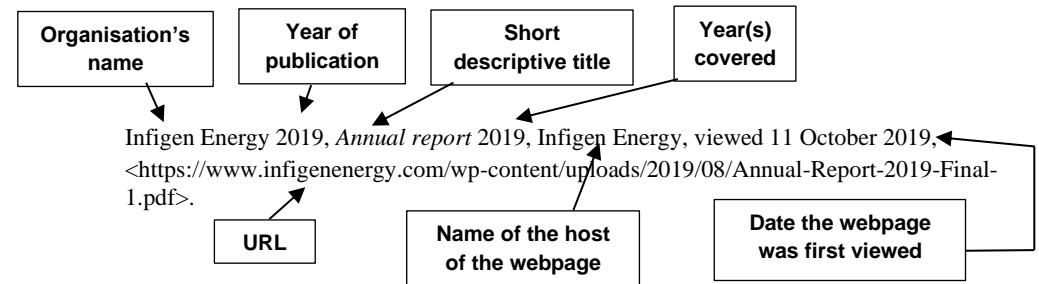 Organisation's
name
Year of
publication
Short
descriptive title
Year(s)
covered
Infigen Energy 2019, Annual report 2019, Infigen Energy, viewed 11 October 2019,
<https://www.infigenenergy.com/wp-content/uploads/2019/08/Annual-Report-2019-Final-
1.pdf>.
URL
Name of the host
of the webpage
Date the webpage
was first viewed